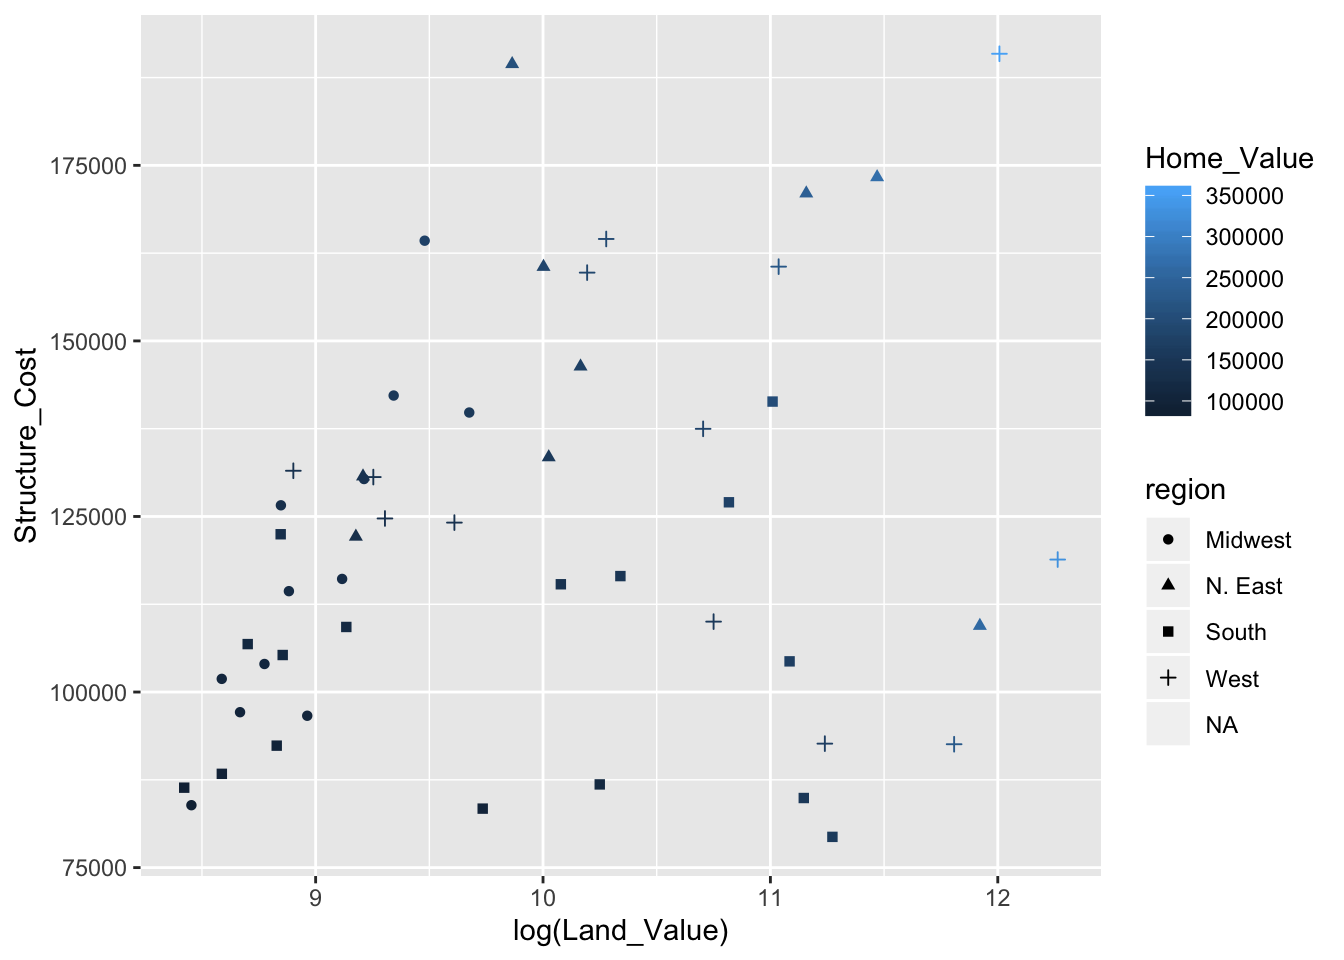 Structure_Cost
175000
150000
125000
100000
75000
9 10 11 12
log(Land_Value)
Home_Value
350000
300000
250000
200000
150000
100000
region
Midwest
N. East
South
West
NA